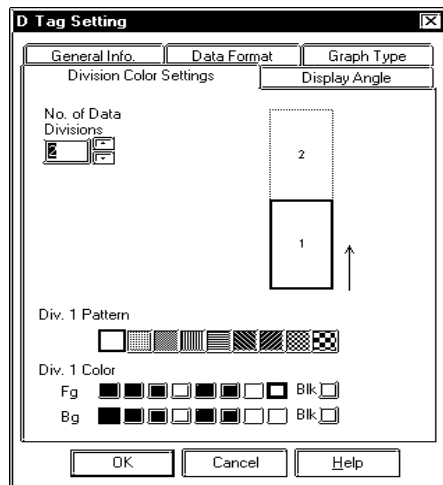 D Tag Setting
General Info. Data Format Graph Type
Division Color Settings Display Angle
No. of Data
Divisions
2
2
1
Div. 1 Pattern
Div. 1 Color
Fg Blk
Bg Blk
OK Cancel Help